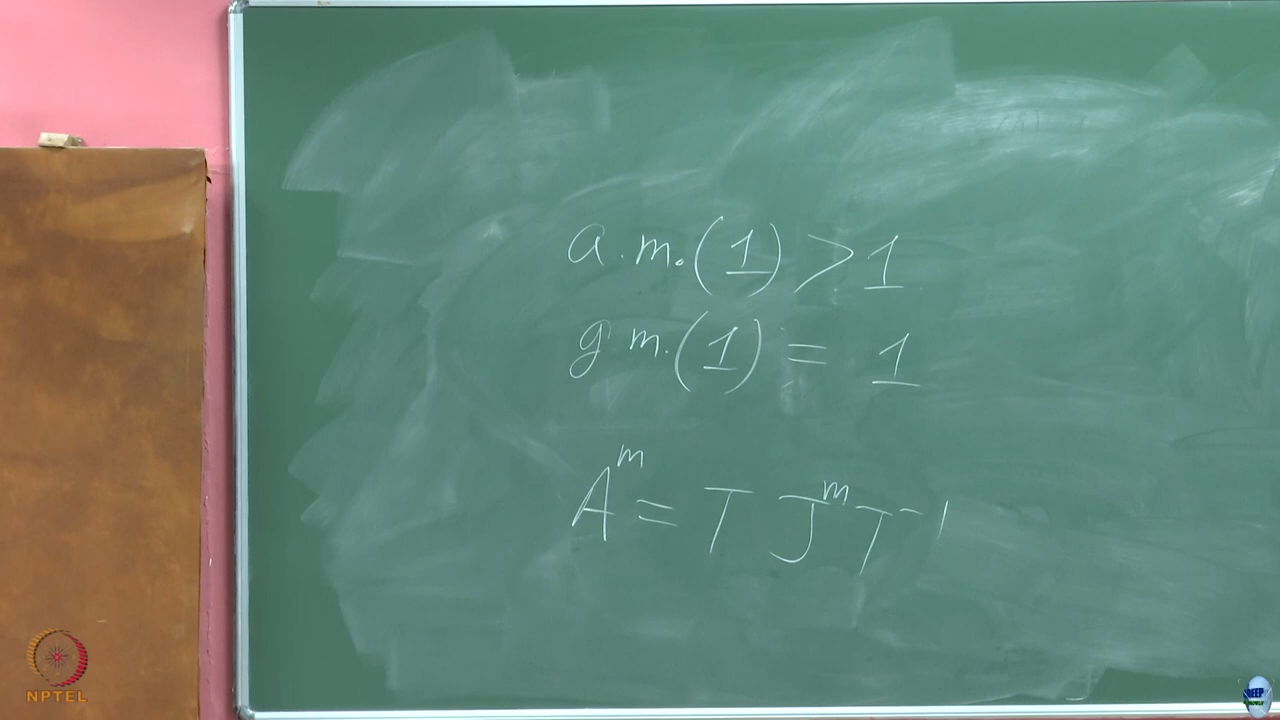 a.m.(1) > 1
g.m.(1) = 1
A^m = T J^m T^-1
NPTEL